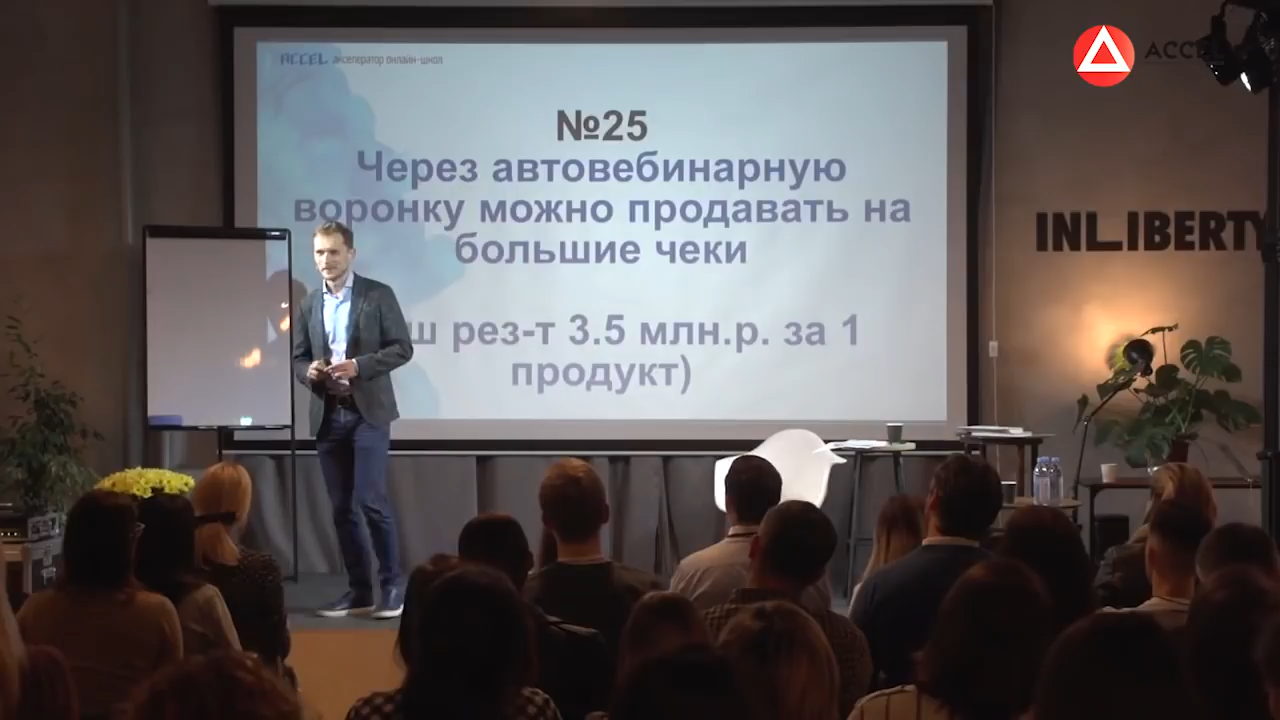 ACCEL акселератор онлайн-школ
ACCEL
№25
Через автовебинарную
воронку можно продавать на
большие чеки
ш рез-т 3.5 млн.р. за 1
продукт)
INLIBERTY